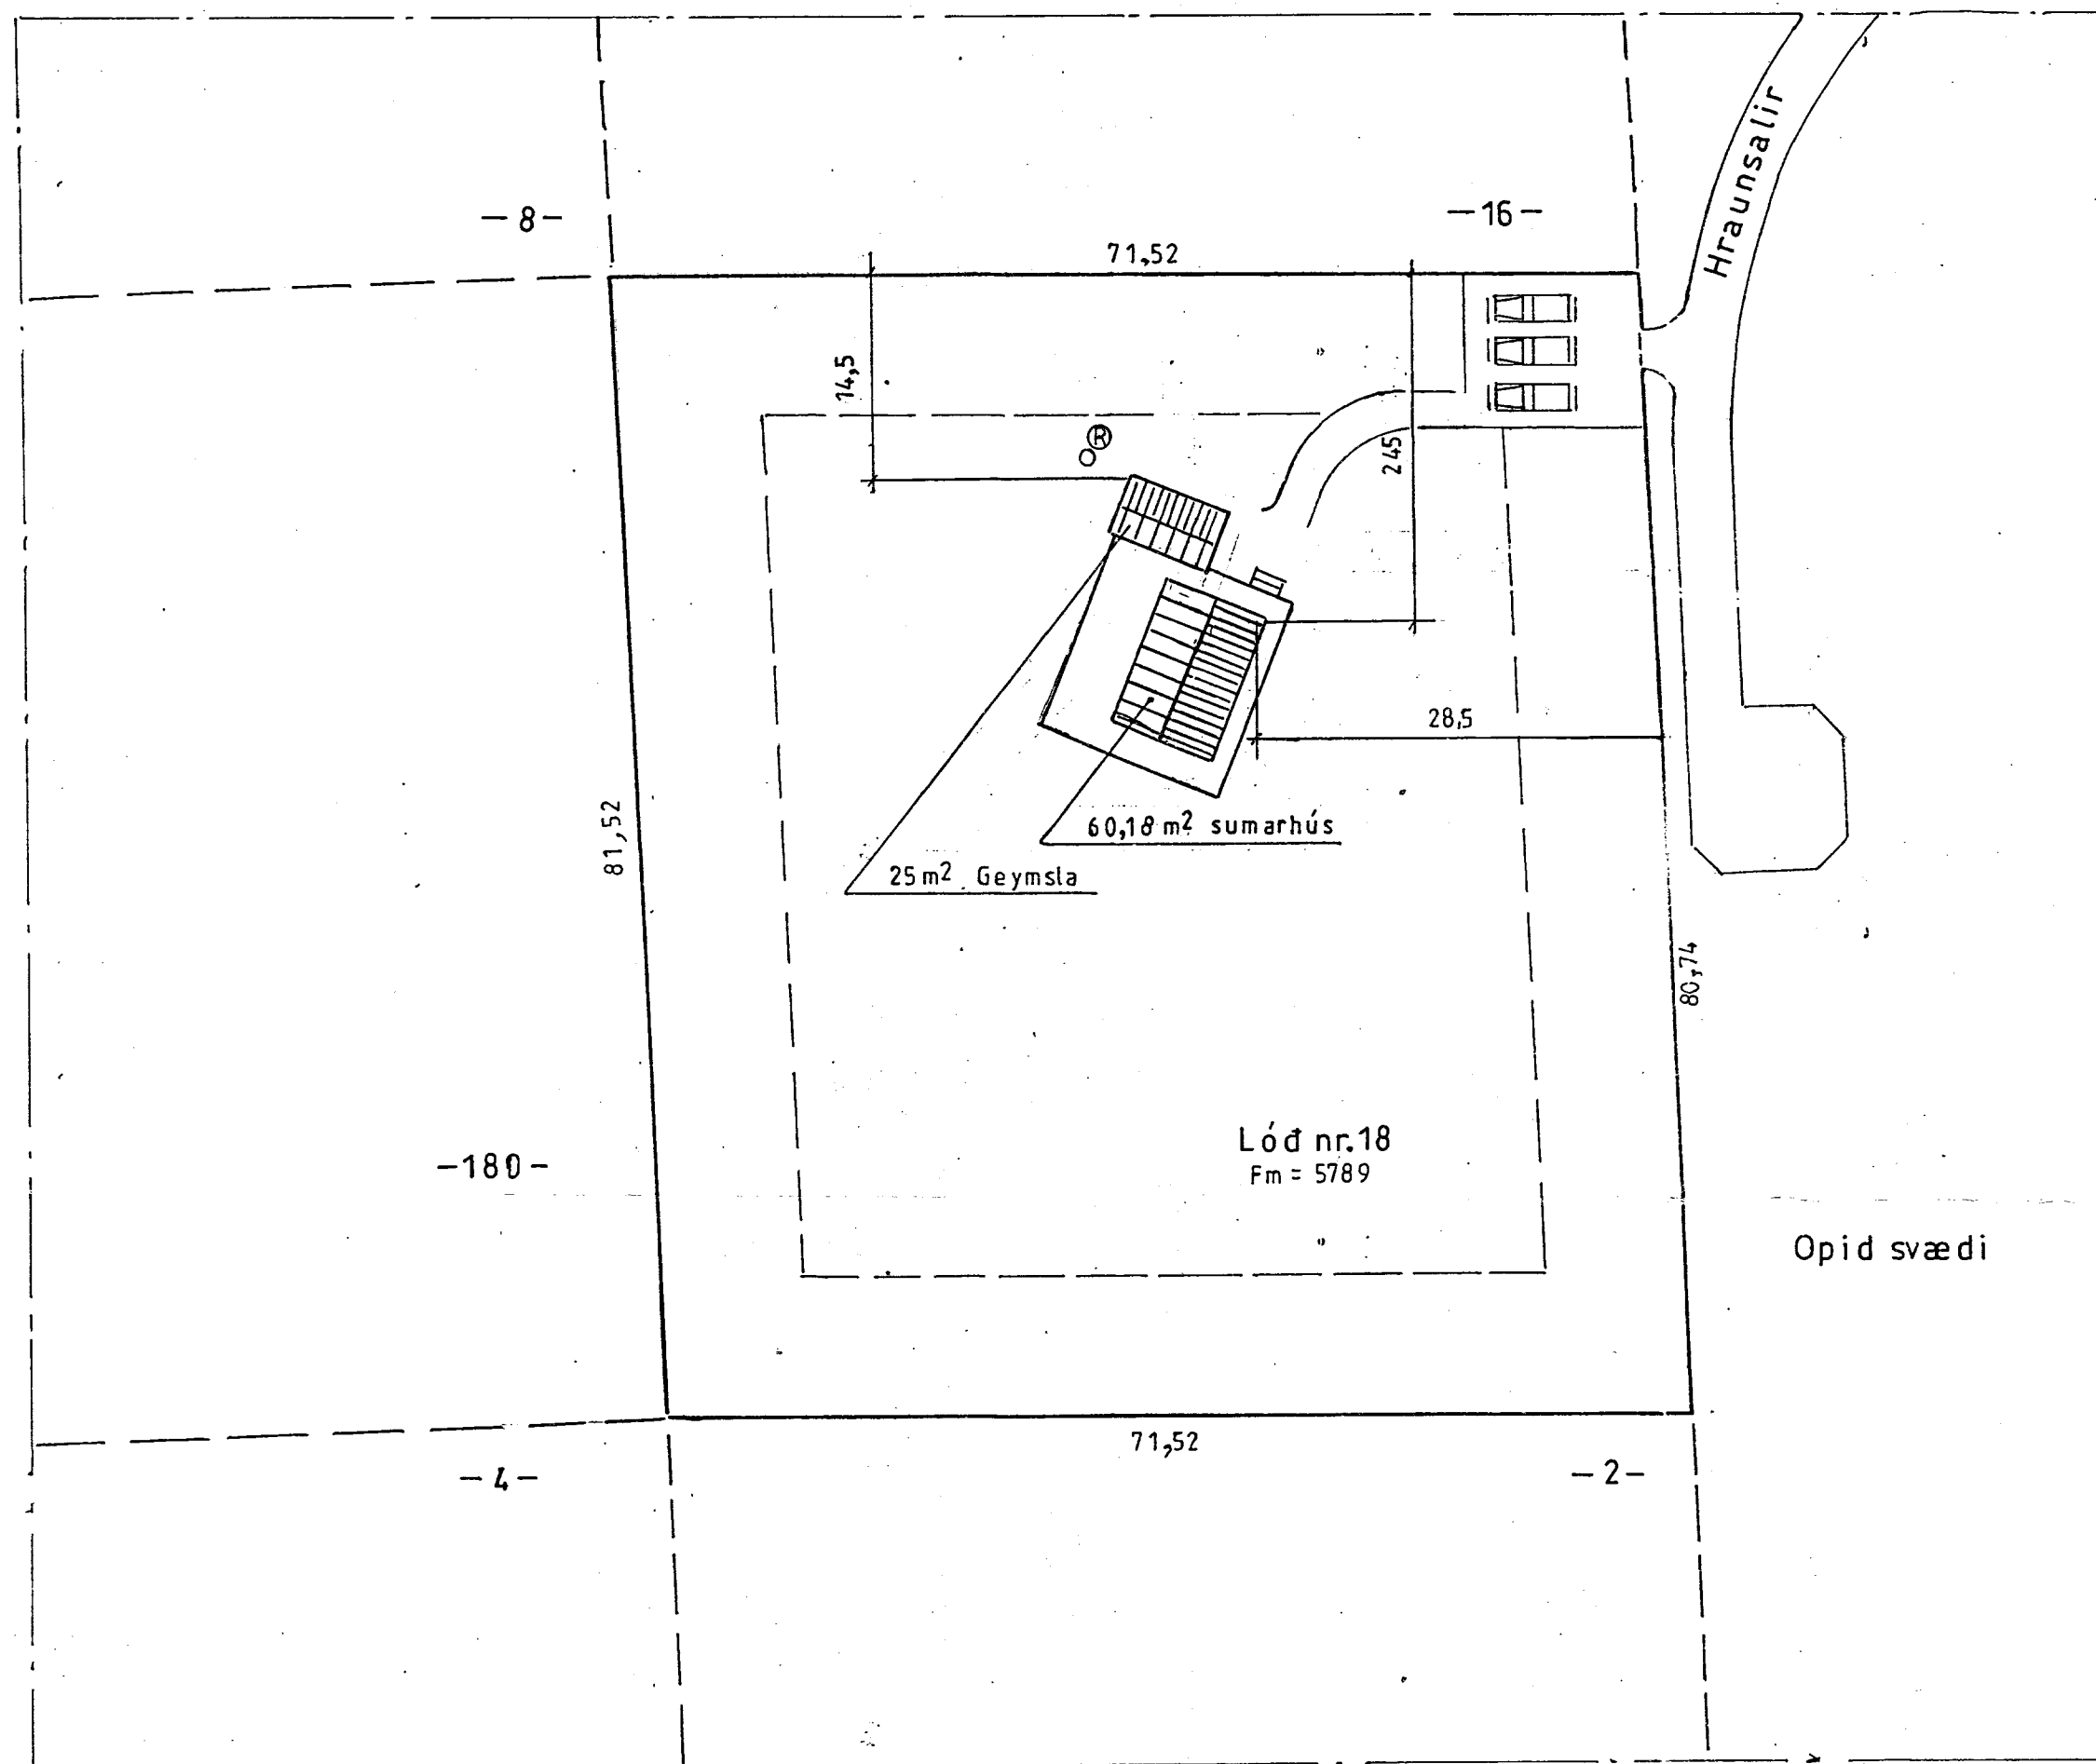 Hraunsalir
-8-
-16-
71,52
14,5
R
245
28,5
81,52
60,18 m² sumarhús
25 m² Geymsla
80,74
Lóđ nr.18
Fm = 5789
-180-
Opid svædi
71,52
-4-
-2-